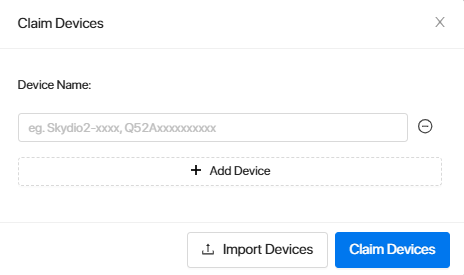 Claim Devices
Device Name:
eg. Skydio2-xxxx, Q52Axxxxxxxxxx
Add Device
Import Devices
Claim Devices